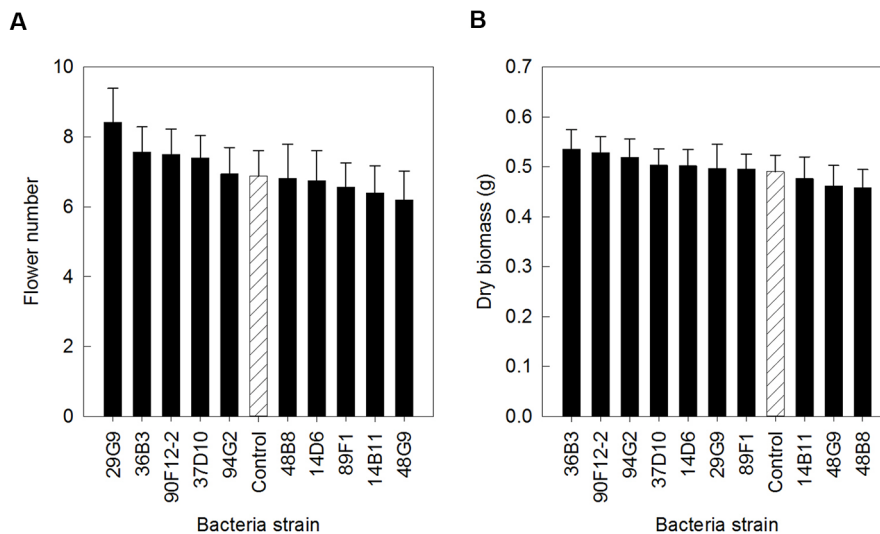 A
10
8
6
4
2
0
Flower number
29G9
36B3
90F12-2
37D10
94G2
Control
48B8
14D6
89F1
14B11
48G9
Bacteria strain
B
0.7
0.6
0.5
0.4
0.3
0.2
0.1
0.0
Dry biomass (g)
36B3
90F12-2
94G2
37D10
14D6
29G9
89F1
Control
14B11
48G9
48B8
Bacteria strain